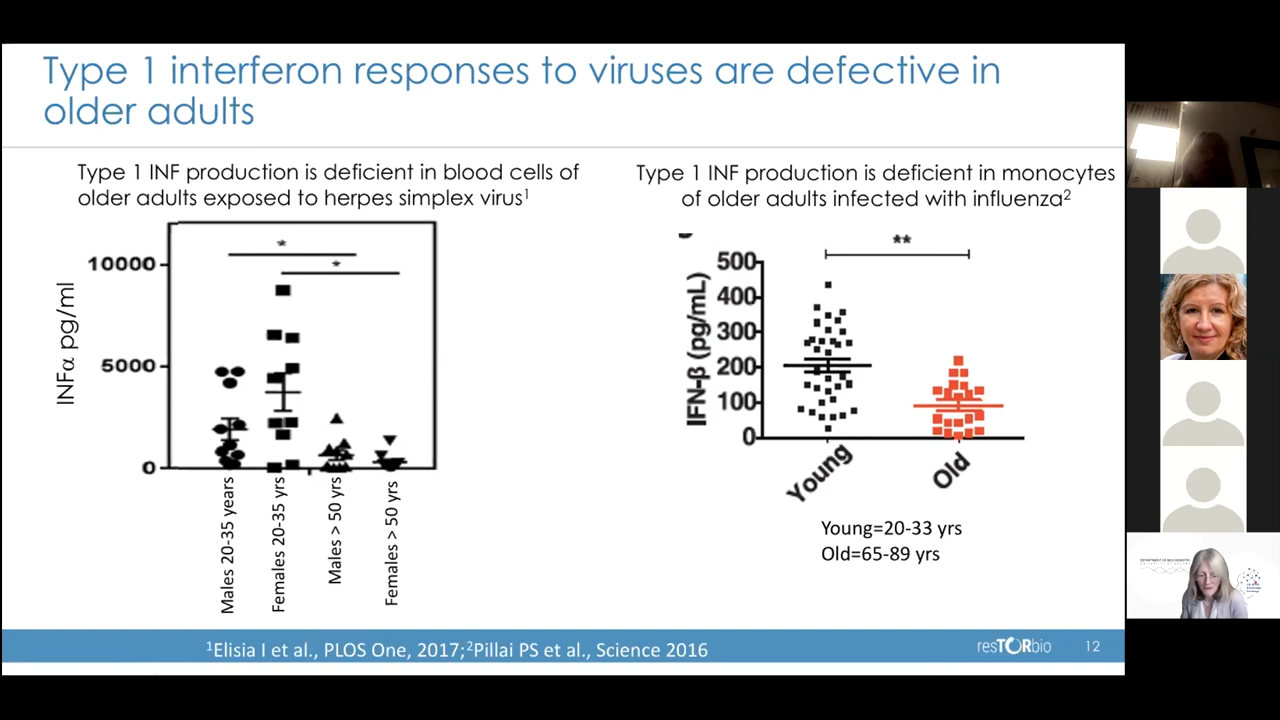 Type 1 interferon responses to viruses are defective in
older adults
Type 1 INF production is deficient in blood cells of
older adults exposed to herpes simplex virus1
INFα pg/ml
10000
5000
0
*
*
Males 20-35 years
Females 20-35 yrs
Males > 50 yrs
Females > 50 yrs
Type 1 INF production is deficient in monocytes
of older adults infected with influenza2
IFN-β (pg/mL)
500
400
300
200
100
0
**
Young
Old
Young=20-33 yrs
Old=65-89 yrs
1Elisia I et al., PLOS One, 2017;2Pillai PS et al., Science 2016
resTORbio
12